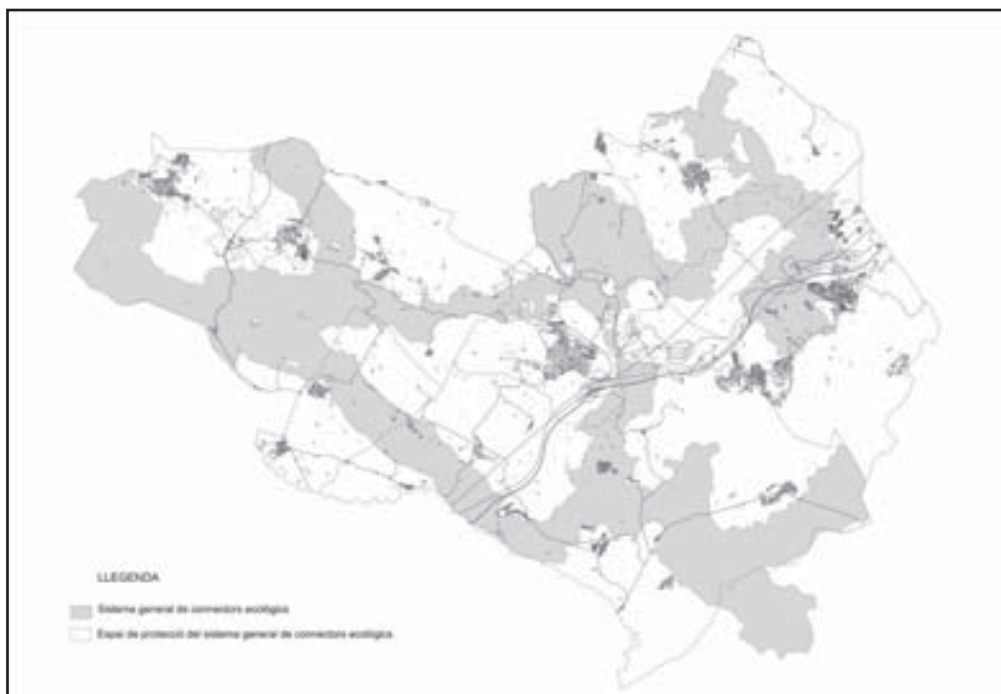 LLEGENDA
Sistema general de connectors ecològics
Espai de protecció del sistema general de connectors ecològics